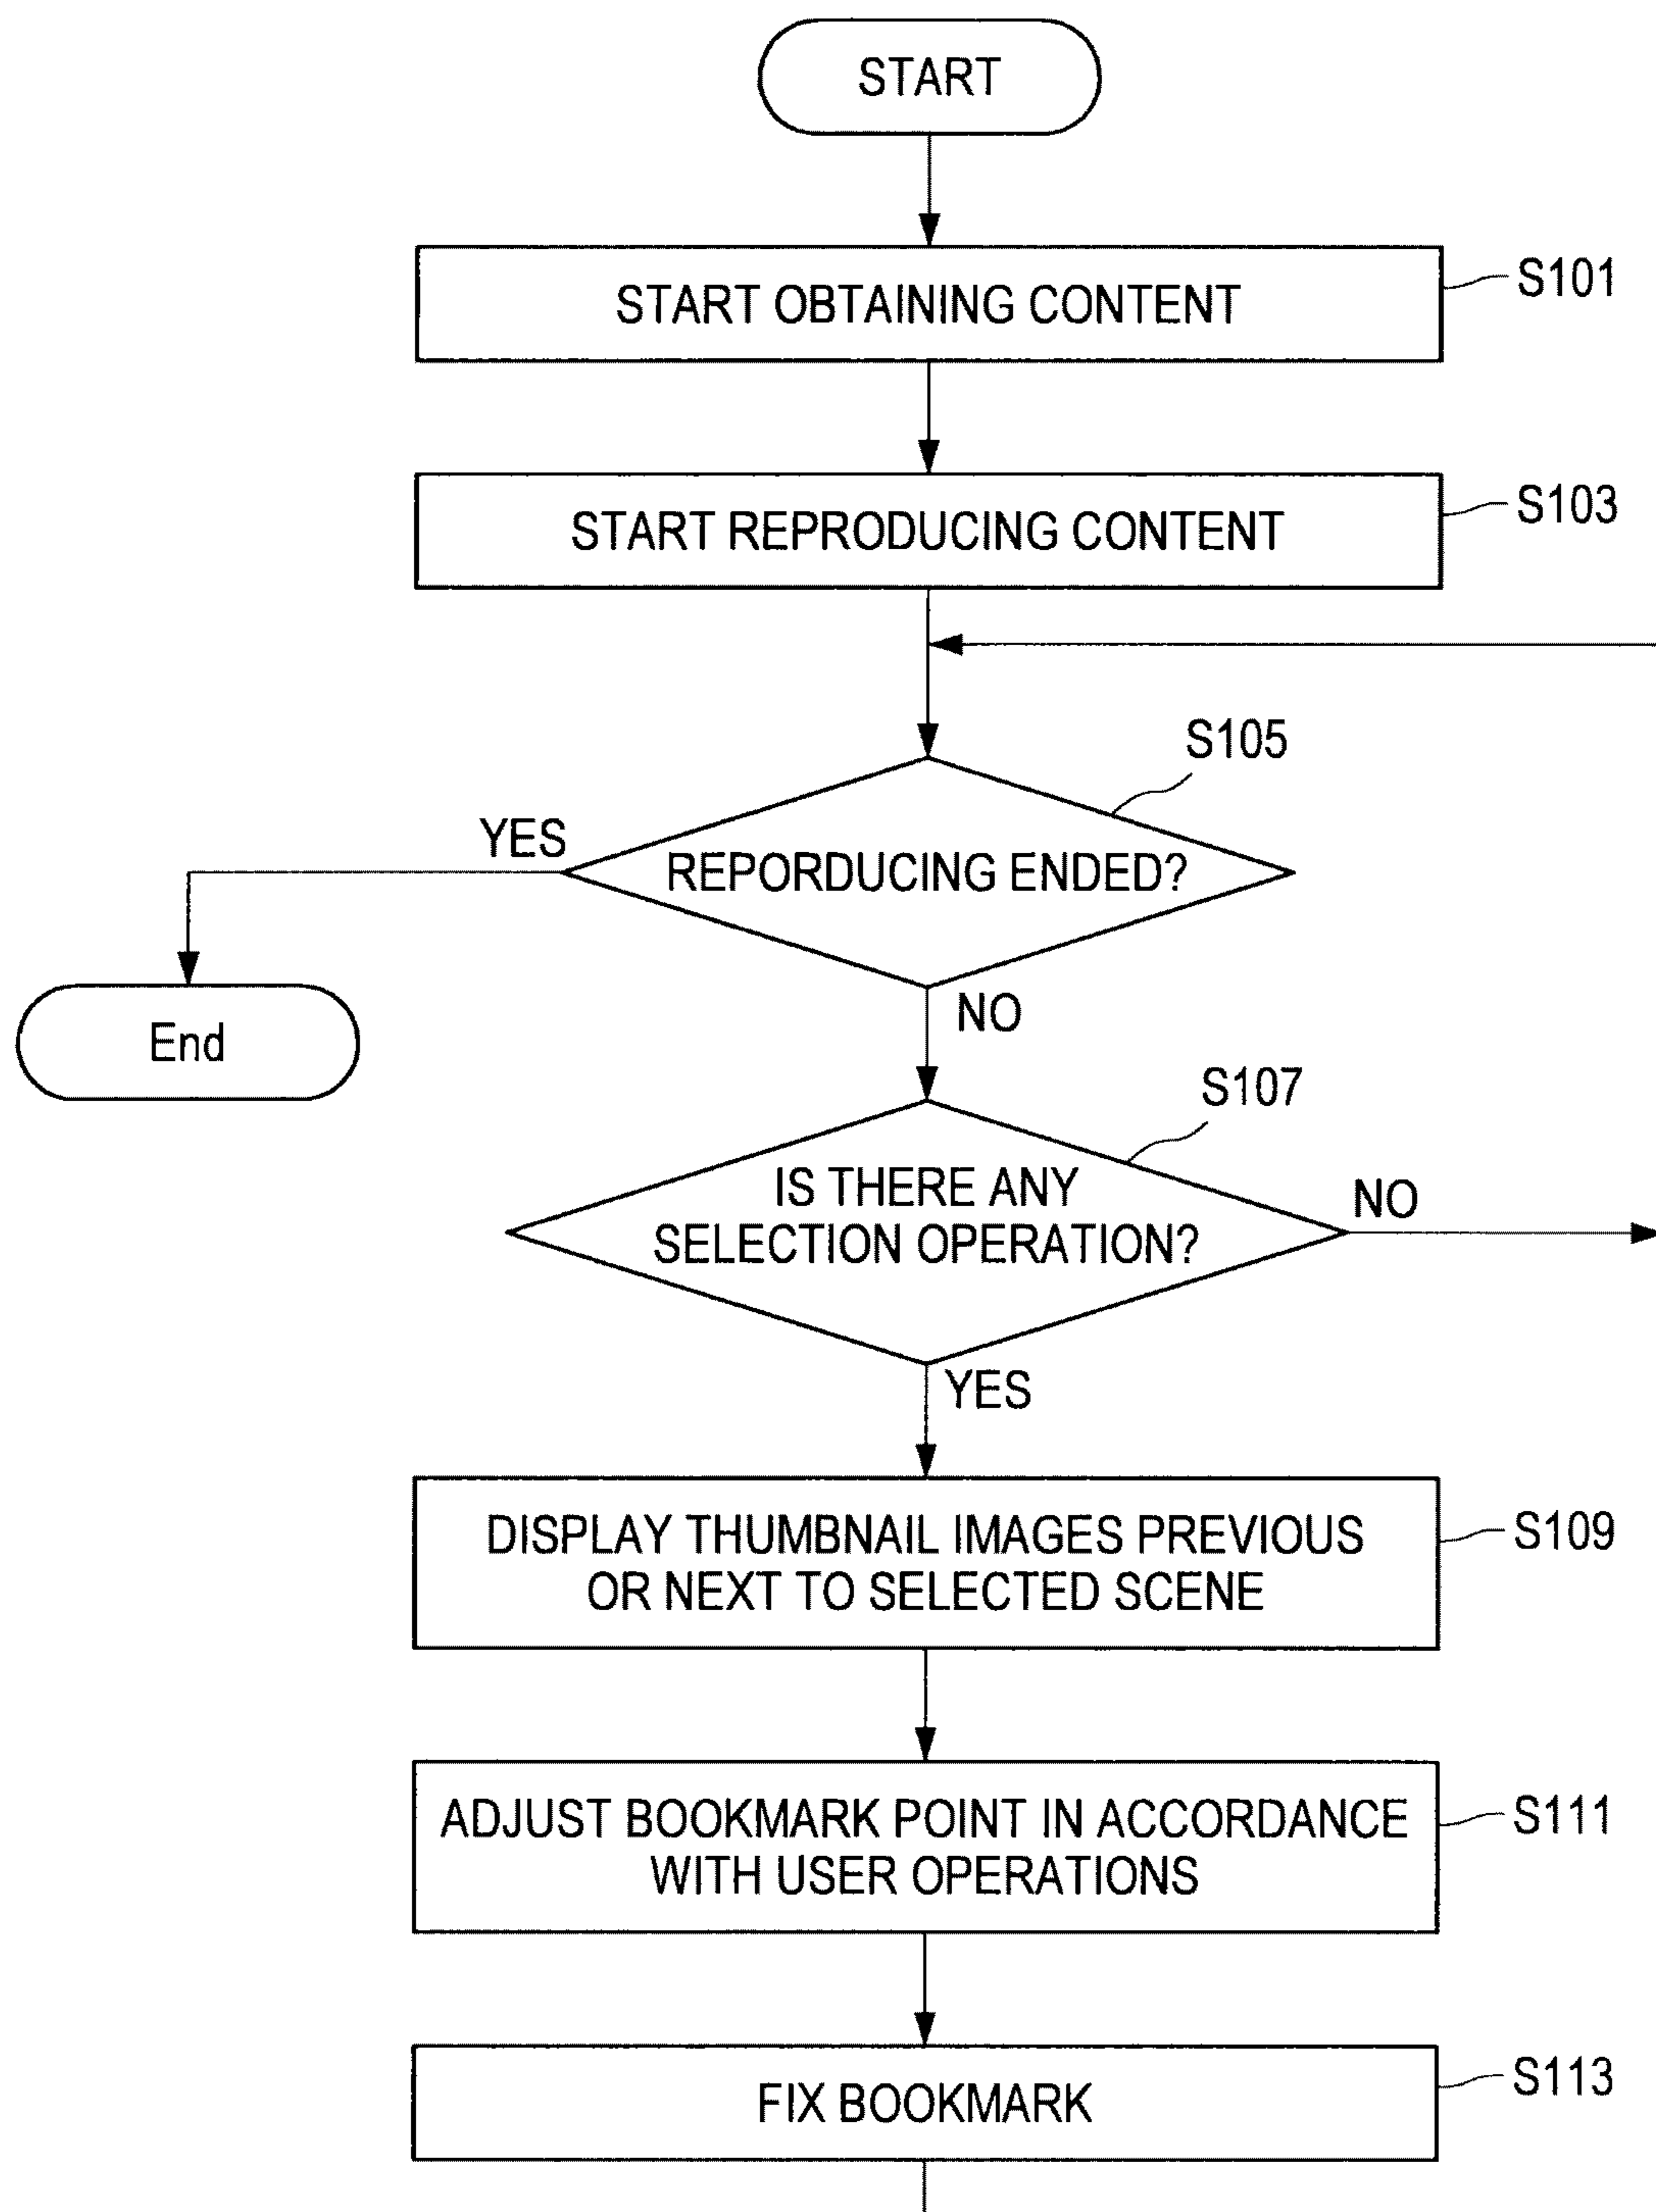 START
START OBTAINING CONTENT
S101
START REPRODUCING CONTENT
S103
S105
YES
REPORDUCING ENDED?
NO
End
S107
IS THERE ANY
SELECTION OPERATION?
NO
YES
DISPLAY THUMBNAIL IMAGES PREVIOUS
OR NEXT TO SELECTED SCENE
S109
ADJUST BOOKMARK POINT IN ACCORDANCE
WITH USER OPERATIONS
S111
FIX BOOKMARK
S113